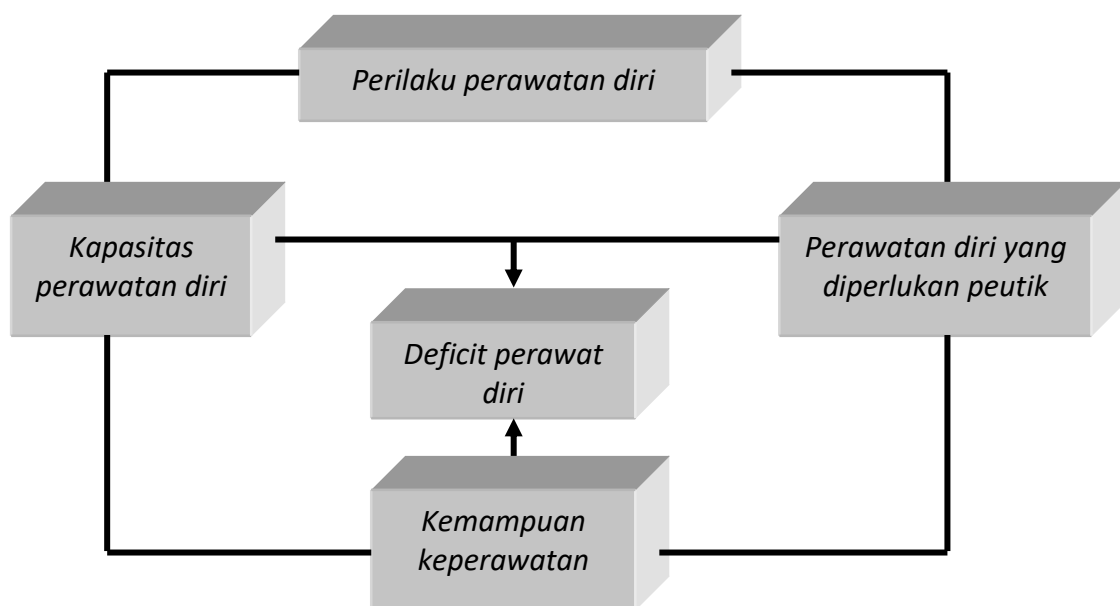 Perilaku perawatan diri
Kapasitas
perawatan diri
Perawatan diri yang
diperlukan peutik
Deficit perawat
diri
Kemampuan
keperawatan